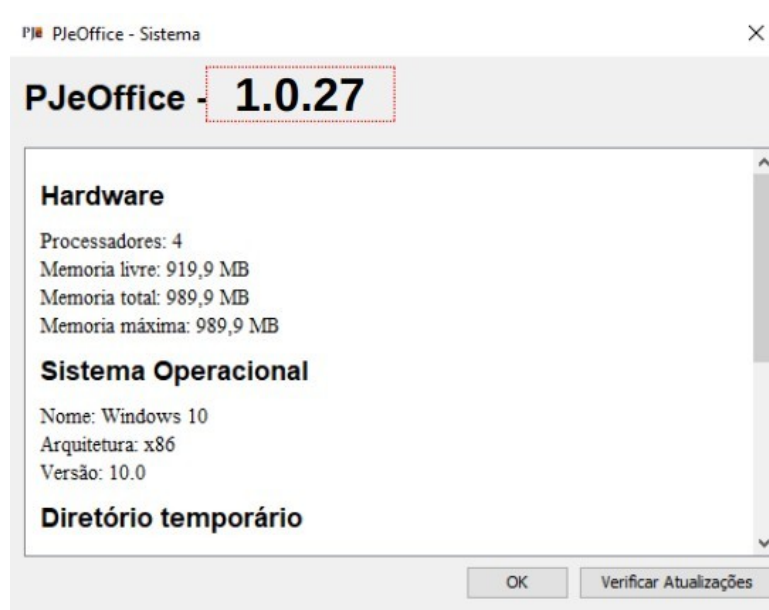 PJe PJeOffice - Sistema
PJeOffice - 1.0.27
Hardware
Processadores: 4
Memoria livre: 919,9 MB
Memoria total: 989,9 MB
Memoria máxima: 989,9 MB
Sistema Operacional
Nome: Windows 10
Arquitetura: x86
Versão: 10.0
Diretório temporário
OK Verificar Atualizações